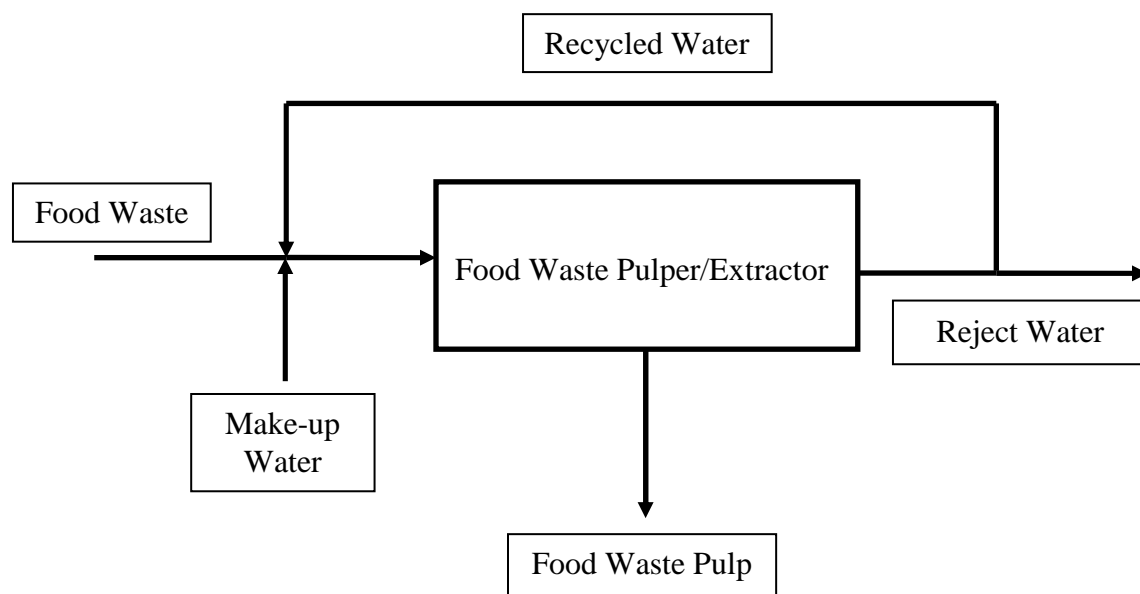 Recycled Water
Food Waste
Food Waste Pulper/Extractor
Reject Water
Make-up
Water
Food Waste Pulp